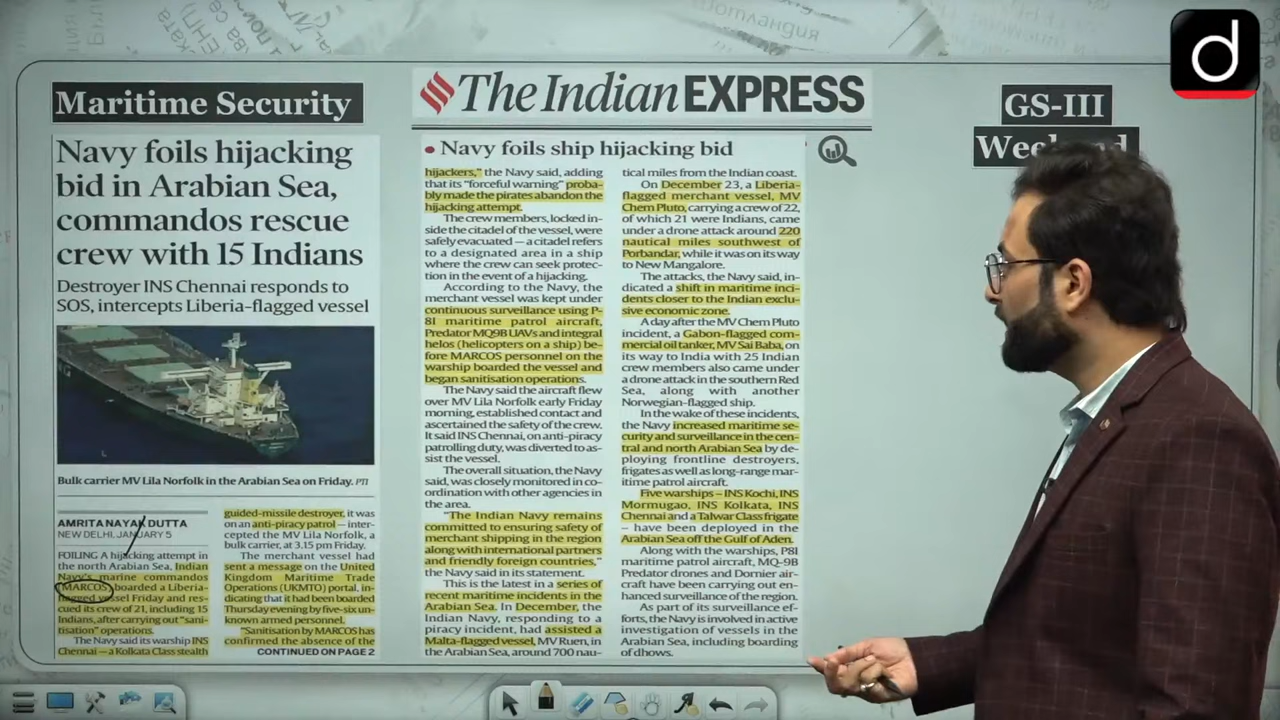 Maritime Security
Navy foils hijacking
bid in Arabian Sea,
commandos rescue
crew with 15 Indians
Destroyer INS Chennai responds to
SOS, intercepts Liberia-flagged vessel
Bulk carrier MV Lila Norfolk in the Arabian Sea on Friday. PTI
AMRITA NAYAK DUTTA
NEW DELHI, JANUARY 5
FOILING A hijacking attempt in
the north Arabian Sea, Indian
Navy's marine commandos
(MARCOS) boarded a Liberia-
flagged vessel Friday and res-
cued its crew of 21, including 15
Indians, after carrying out "sani-
tisation" operations.
The Navy said its warship INS
Chennai — a Kolkata Class stealth
guided-missile destroyer, it was
on an anti-piracy patrol — inter-
cepted the MV Lila Norfolk, a
bulk carrier, at 3.15 pm Friday.
The merchant vessel had
sent a message on the United
Kingdom Maritime Trade
Operations (UKMTO) portal, in-
dicating that it had been boarded
Thursday evening by five-six un-
known armed personnel.
"Sanitisation by MARCOS has
confirmed the absence of the
CONTINUED ON PAGE 2
The Indian EXPRESS
• Navy foils ship hijacking bid
hijackers," the Navy said, adding
that its "forceful warning" proba-
bly made the pirates abandon the
hijacking attempt.
The crew members, locked in-
side the citadel of the vessel, were
safely evacuated — a citadel refers
to a designated area in a ship
where the crew can seek protec-
tion in the event of a hijacking.
According to the Navy, the
merchant vessel was kept under
continuous surveillance using P-
8I maritime patrol aircraft,
Predator MQ9B UAVs and integral
helos (helicopters on a ship) be-
fore MARCOS personnel on the
warship boarded the vessel and
began sanitisation operations.
The Navy said the aircraft flew
over MV Lila Norfolk early Friday
morning, established contact and
ascertained the safety of the crew.
It said INS Chennai, on anti-piracy
patrolling duty, was diverted to as-
sist the vessel.
The overall situation, the Navy
said, was closely monitored in co-
ordination with other agencies in
the area.
"The Indian Navy remains
committed to ensuring safety of
merchant shipping in the region
along with international partners
and friendly foreign countries,"
the Navy said in its statement.
This is the latest in a series of
recent maritime incidents in the
Arabian Sea. In December, the
Indian Navy, responding to a
piracy incident, had assisted a
Malta-flagged vessel, MV Ruen, in
the Arabian Sea, around 700 nau-
tical miles from the Indian coast.
On December 23, a Liberia-
flagged merchant vessel, MV
Chem Pluto, carrying a crew of 22,
of which 21 were Indians, came
under a drone attack around 220
nautical miles southwest of
Porbandar, while it was on its way
to New Mangalore.
The attacks, the Navy said, in-
dicated a shift in maritime inci-
dents closer to the Indian exclu-
sive economic zone.
A day after the MV Chem Pluto
incident, a Gabon-flagged com-
mercial oil tanker, MV Sai Baba, on
its way to India with 25 Indian
crew members also came under
a drone attack in the southern Red
Sea, along with another
Norwegian-flagged ship.
In the wake of these incidents,
the Navy increased maritime se-
curity and surveillance in the cen-
tral and north Arabian Sea by de-
ploying frontline destroyers,
frigates as well as long-range mar-
itime patrol aircraft.
Five warships – INS Kochi, INS
Mormugao, INS Kolkata, INS
Chennai and a Talwar Class frigate
– have been deployed in the
Arabian Sea off the Gulf of Aden.
Along with the warships, P8I
maritime patrol aircraft, MQ-9B
Predator drones and Dornier air-
craft have been carrying out en-
hanced surveillance of the region.
As part of its surveillance ef-
forts, the Navy is involved in active
investigation of vessels in the
Arabian Sea, including boarding
of dhows.
GS-III
d